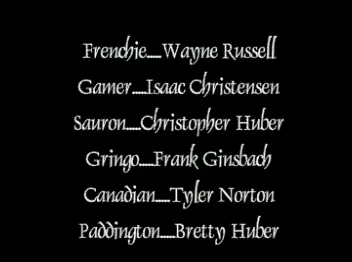 Frenchie.....Wayne Russell
Gamer.....Isaac Christensen
Sauron.....Christopher Huber
Gringo.....Frank Ginsbach
Canadian.....Tyler Norton
Paddington.....Bretty Huber